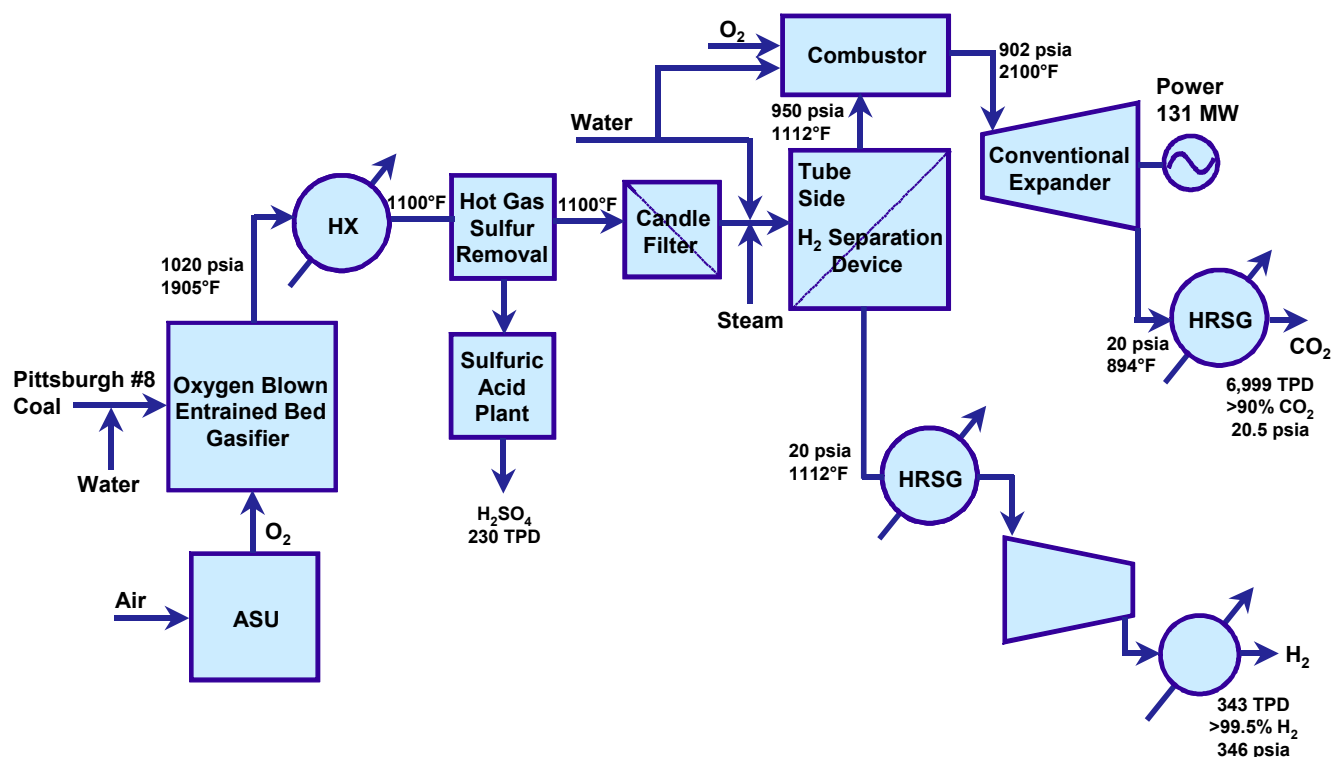 O2
Combustor
902 psia
2100°F
Power
131 MW
950 psia
1112°F
Water
Conventional
Expander
Tube
Side
H2 Separation
Device
HX
1100°F
Hot Gas
Sulfur
Removal
1100°F
Candle
Filter
Steam
1020 psia
1905°F
HRSG
CO2
20 psia
894°F
6,999 TPD
>90% CO2
20.5 psia
Pittsburgh #8
Coal
Oxygen Blown
Entrained Bed
Gasifier
Water
Sulfuric
Acid
Plant
20 psia
1112°F
HRSG
H2SO4
230 TPD
O2
Air
ASU
H2
343 TPD
>99.5% H2
346 psia